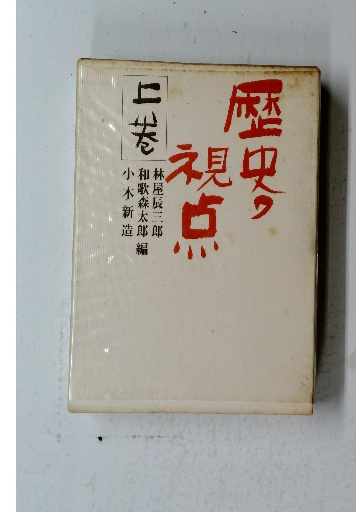 歴史の
視点
上巻
林屋辰三郎
和歌森太郎 編
小木新造